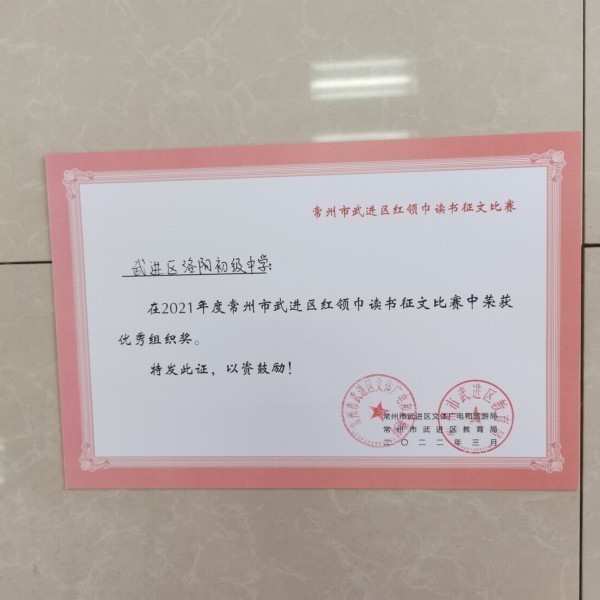 常州市武进区红领巾读书征文比赛
武进区洛阳初级中学:
在2021年度常州市武进区红领巾读书征文比赛中荣获
优秀组织奖。
特发此证，以资鼓励！
常州市武进区文体广电和旅游局
常州市武进区教育局
二〇二二年三月